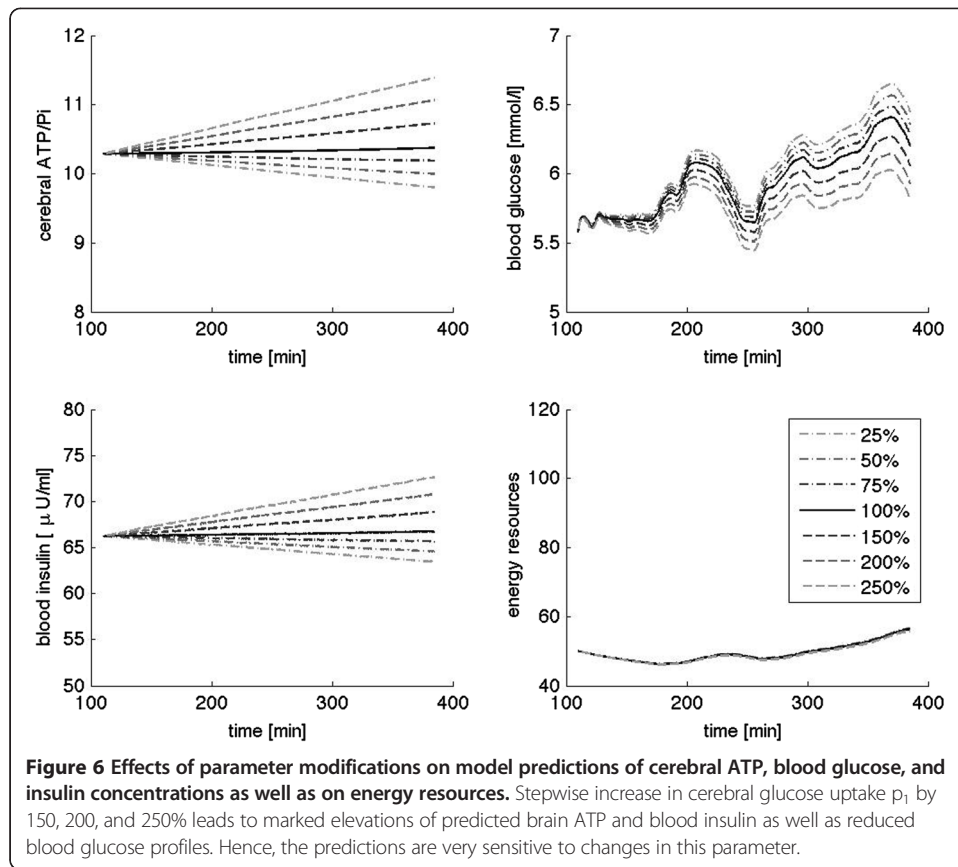 12
11
10
9
8
cerebral ATP/Pi
100 200 300 400
time [min]
7
6.5
6
5.5
5
blood glucose [mmol/l]
100 200 300 400
time [min]
80
75
70
65
60
55
50
blood insulin [ μ U/ml]
100 200 300 400
time [min]
120
100
80
60
40
energy resources
25%
50%
75%
100%
150%
200%
250%
100 200 300 400
time [min]
Figure 6 Effects of parameter modifications on model predictions of cerebral ATP, blood glucose, and
insulin concentrations as well as on energy resources. Stepwise increase in cerebral glucose uptake p₁ by
150, 200, and 250% leads to marked elevations of predicted brain ATP and blood insulin as well as reduced
blood glucose profiles. Hence, the predictions are very sensitive to changes in this parameter.